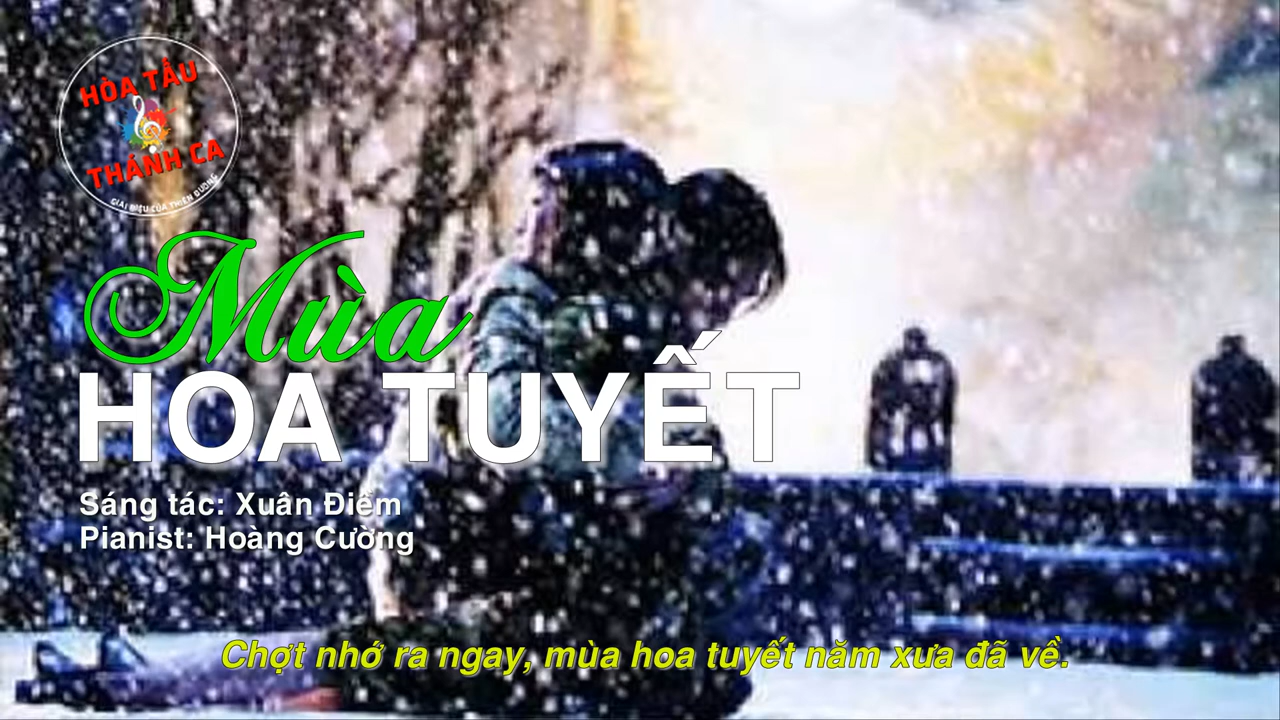 HÒA TẤU
THÁNH CA
GIAI ĐIỆU CỦA THIÊN ĐƯỜNG
Mùa
HOA TUYẾT
Sáng tác: Xuân Điềm
Pianist: Hoàng Cường
Chợt nhớ ra ngay, mùa hoa tuyết năm xưa đã về.